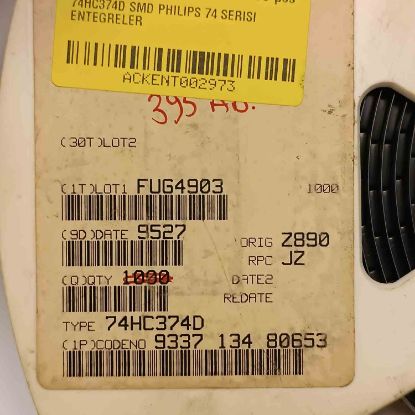 74HC374D SMD PHILIPS 74 SERISI
ENTEGRELER
ACKENT002973
395 AD.
(30T)LOT2
(1T)LOT1 FUG4903 1000
(9D)DATE 9527 ORIG Z890
RPC JZ
(Q)QTY 1000 DATE2
REDATE
TYPE 74HC374D
(1P)CODENO 9337 134 80653